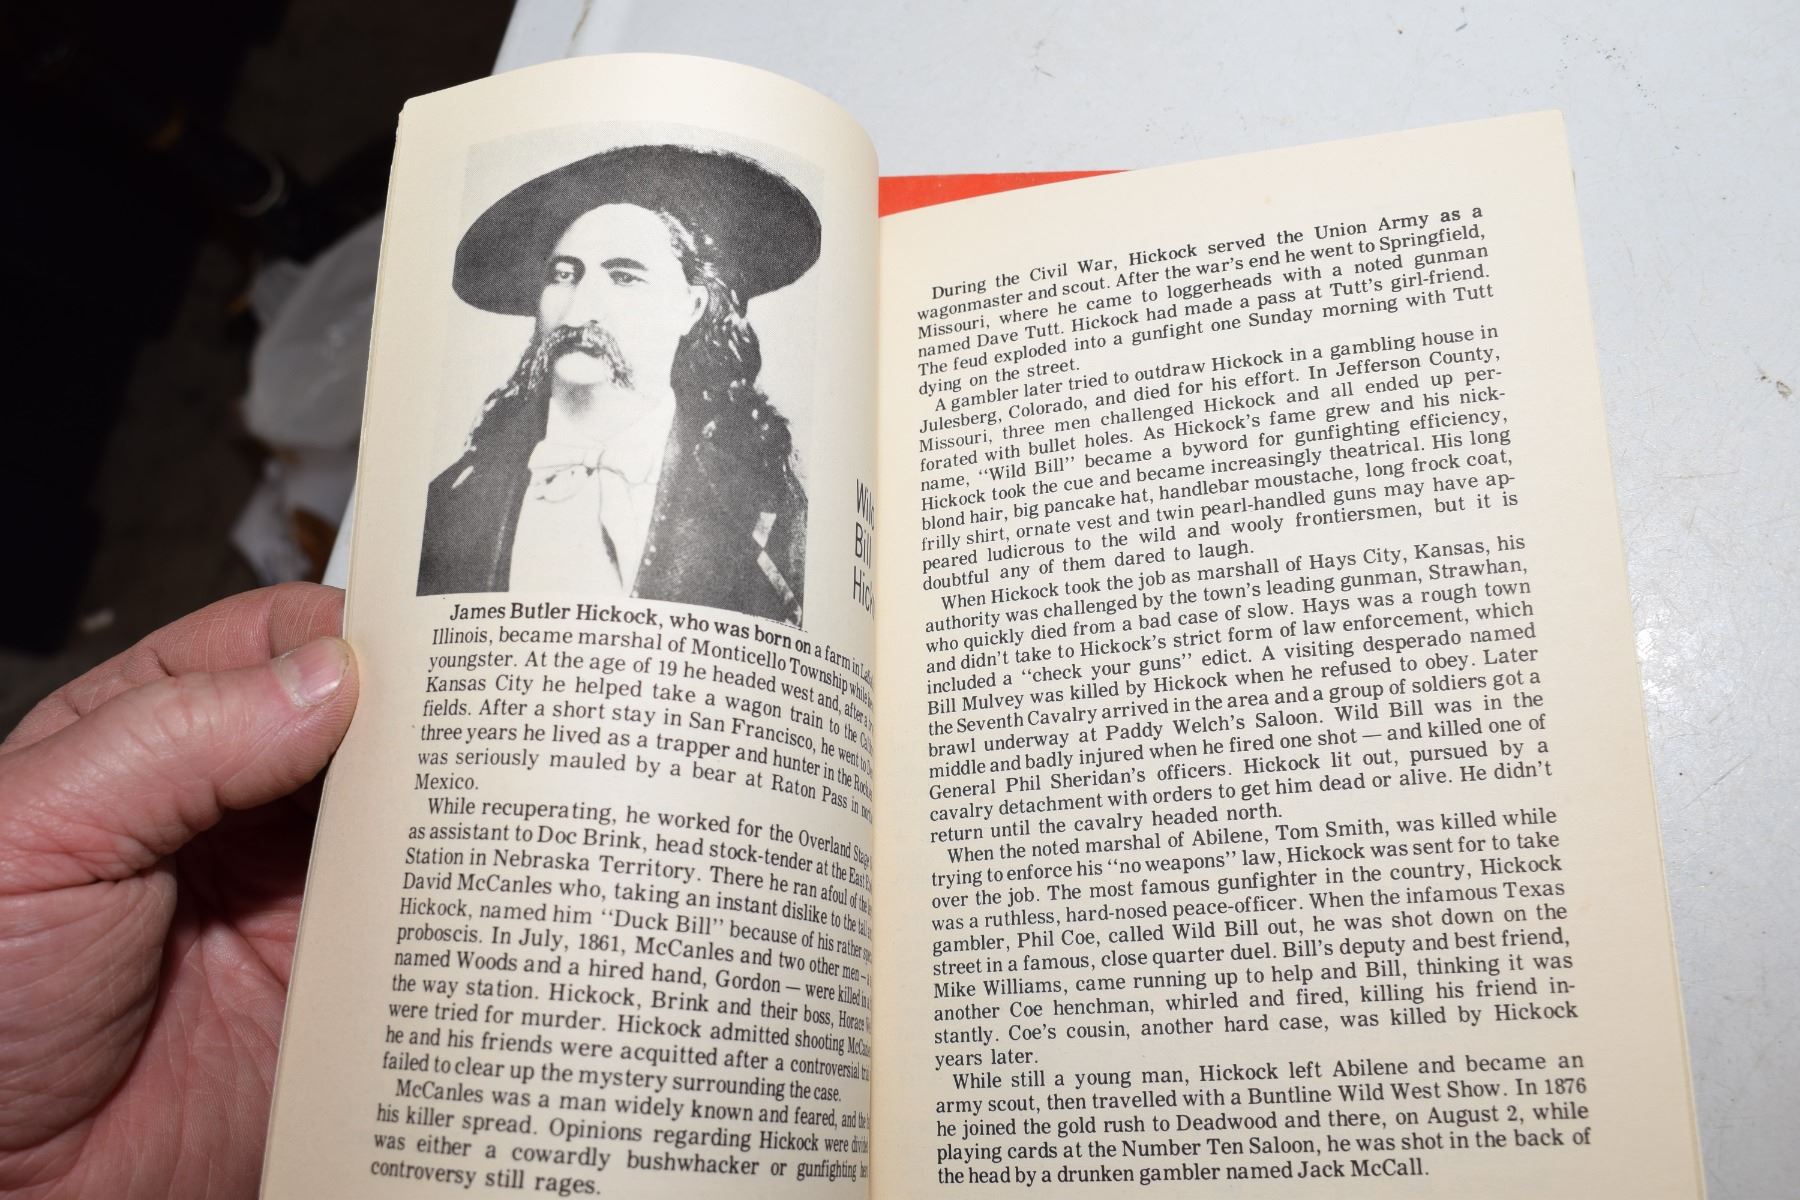 Wild
Bill
James Butler Hickock, who was born on a farm in
Illinois, became marshal of Monticello Township while
youngster. At the age of 19 he headed west and, after a
Kansas City he helped take a wagon train to the
fields. After a short stay in San Francisco, he went to
three years he lived as a trapper and hunter in the
was seriously mauled by a bear at Raton Pass in
Mexico.
While recuperating, he worked for the Overland Stage
as assistant to Doc Brink, head stock-tender at the East
Station in Nebraska Territory. There he ran afoul of the
David McCanles who, taking an instant dislike to the tall
Hickock, named him "Duck Bill" because of his rather
proboscis. In July, 1861, McCanles and two other men —
named Woods and a hired hand, Gordon — were killed in
the way station. Hickock, Brink and their boss, Horace
were tried for murder. Hickock admitted shooting
he and his friends were acquitted after a controversial
failed to clear up the mystery surrounding the case.
McCanles was a man widely known and feared, and the
his killer spread. Opinions regarding Hickock were
was either a cowardly bushwhacker or gunfighting
controversy still rages.
During the Civil War, Hickock served the Union Army as a
wagonmaster and scout. After the war's end he went to Springfield,
Missouri, where he came to loggerheads with a noted gunman
named Dave Tutt. Hickock had made a pass at Tutt's girl-friend.
The feud exploded into a gunfight one Sunday morning with Tutt
dying on the street.
A gambler later tried to outdraw Hickock in a gambling house in
Julesberg, Colorado, and died for his effort. In Jefferson County,
Missouri, three men challenged Hickock and all ended up per-
forated with bullet holes. As Hickock's fame grew and his nick-
name, "Wild Bill" became a byword for gunfighting efficiency,
Hickock took the cue and became increasingly theatrical. His long
blond hair, big pancake hat, handlebar moustache, long frock coat,
frilly shirt, ornate vest and twin pearl-handled guns may have ap-
peared ludicrous to the wild and wooly frontiersmen, but it is
doubtful any of them dared to laugh.
When Hickock took the job as marshall of Hays City, Kansas, his
authority was challenged by the town's leading gunman, Strawhan,
who quickly died from a bad case of slow. Hays was a rough town
and didn't take to Hickock's strict form of law enforcement, which
included a "check your guns" edict. A visiting desperado named
Bill Mulvey was killed by Hickock when he refused to obey. Later
the Seventh Cavalry arrived in the area and a group of soldiers got a
brawl underway at Paddy Welch's Saloon. Wild Bill was in the
middle and badly injured when he fired one shot — and killed one of
General Phil Sheridan's officers. Hickock lit out, pursued by a
cavalry detachment with orders to get him dead or alive. He didn't
return until the cavalry headed north.
When the noted marshal of Abilene, Tom Smith, was killed while
trying to enforce his "no weapons" law, Hickock was sent for to take
over the job. The most famous gunfighter in the country, Hickock
was a ruthless, hard-nosed peace-officer. When the infamous Texas
gambler, Phil Coe, called Wild Bill out, he was shot down on the
street in a famous, close quarter duel. Bill's deputy and best friend,
Mike Williams, came running up to help and Bill, thinking it was
another Coe henchman, whirled and fired, killing his friend in-
stantly. Coe's cousin, another hard case, was killed by Hickock
years later.
While still a young man, Hickock left Abilene and became an
army scout, then travelled with a Buntline Wild West Show. In 1876
he joined the gold rush to Deadwood and there, on August 2, while
playing cards at the Number Ten Saloon, he was shot in the back of
the head by a drunken gambler named Jack McCall.